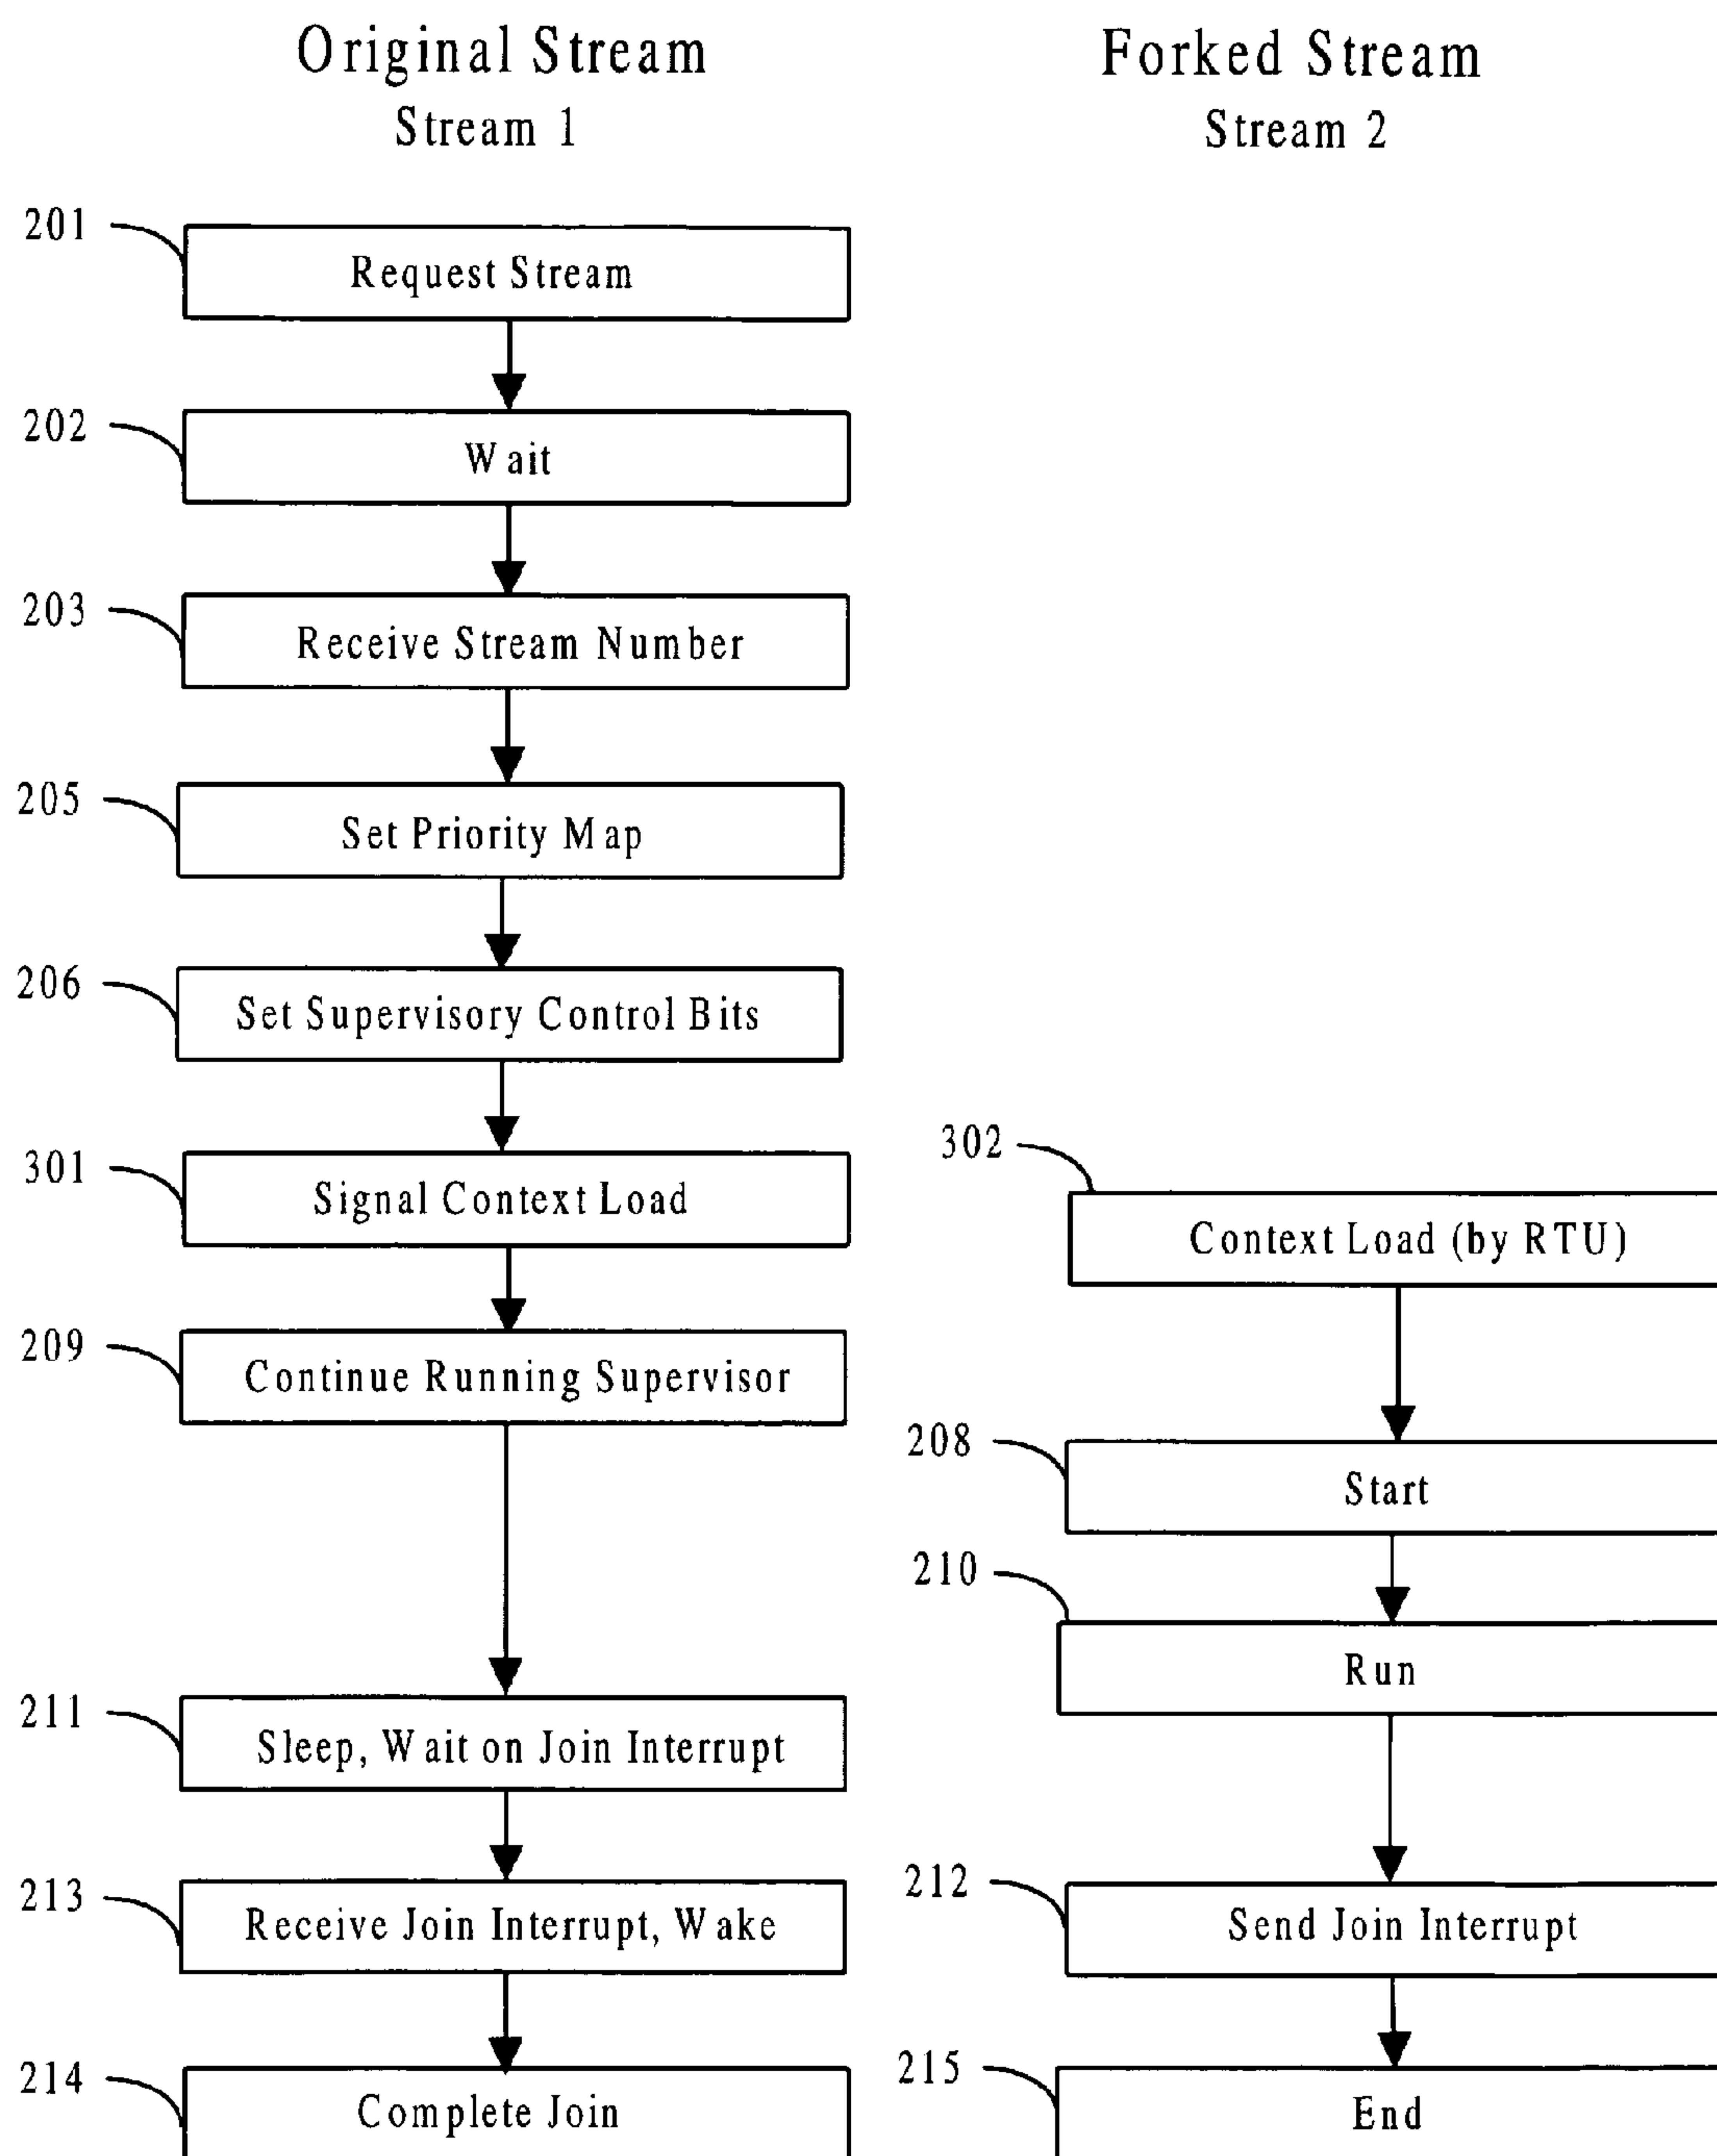 Original Stream
Stream 1
201
Request Stream
202
Wait
203
Receive Stream Number
205
Set Priority Map
206
Set Supervisory Control Bits
301
Signal Context Load
209
Continue Running Supervisor
211
Sleep, Wait on Join Interrupt
213
Receive Join Interrupt, Wake
214
Complete Join
Forked Stream
Stream 2
302
Context Load (by RTU)
208
Start
210
Run
212
Send Join Interrupt
215
End